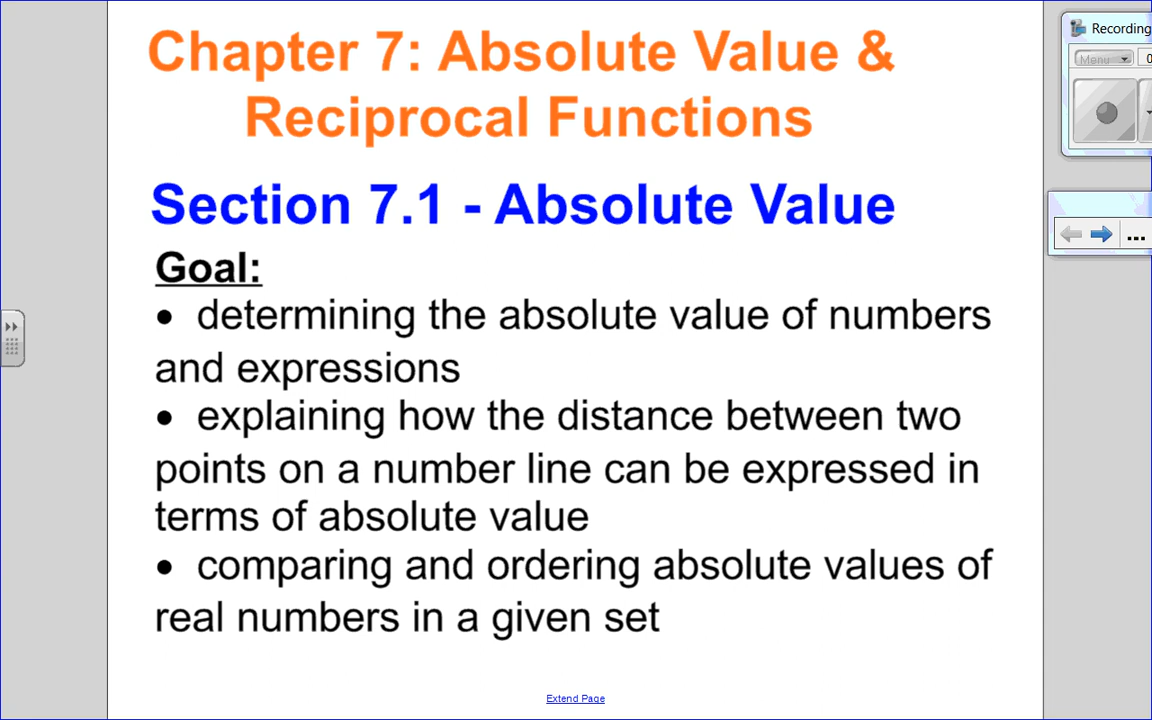 Chapter 7: Absolute Value &
Reciprocal Functions
Section 7.1 - Absolute Value
Goal:
• determining the absolute value of numbers
and expressions
• explaining how the distance between two
points on a number line can be expressed in
terms of absolute value
• comparing and ordering absolute values of
real numbers in a given set
Extend Page
Recording
Menu
0
...